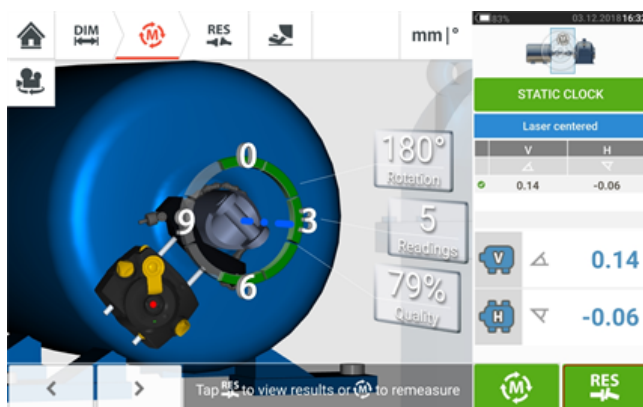 DIM
M
RES
mm|°
83%
03.12.2018 16:32
STATIC CLOCK
Laser centered
V H
0.14 -0.06
0
3
6
9
180°
Rotation
5
Readings
79%
Quality
V 0.14
H -0.06
Tap RES to view results or M to remeasure
M
RES